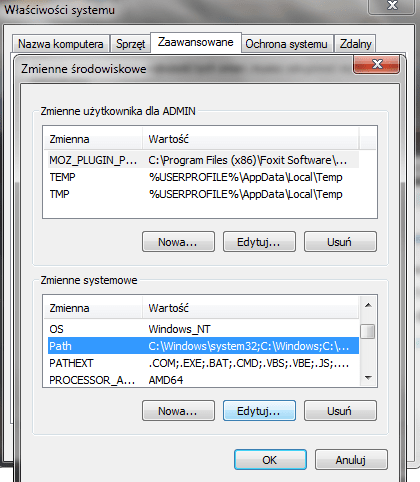 Właściwości systemu
Nazwa komputera Sprzęt Zaawansowane Ochrona systemu Zdalny
Zmienne środowiskowe
Zmienne użytkownika dla ADMIN
Zmienna Wartość
MOZ_PLUGIN_P... C:\Program Files (x86)\Foxit Software\...
TEMP %USERPROFILE%\AppData\Local\Temp
TMP %USERPROFILE%\AppData\Local\Temp
Nowa... Edytuj... Usuń
Zmienne systemowe
Zmienna Wartość
OS Windows_NT
Path C:\Windows\system32;C:\Windows;C:\...
PATHEXT .COM;.EXE;.BAT;.CMD;.VBS;.VBE;.JS;....
PROCESSOR_A... AMD64
Nowa... Edytuj... Usuń
OK Anuluj